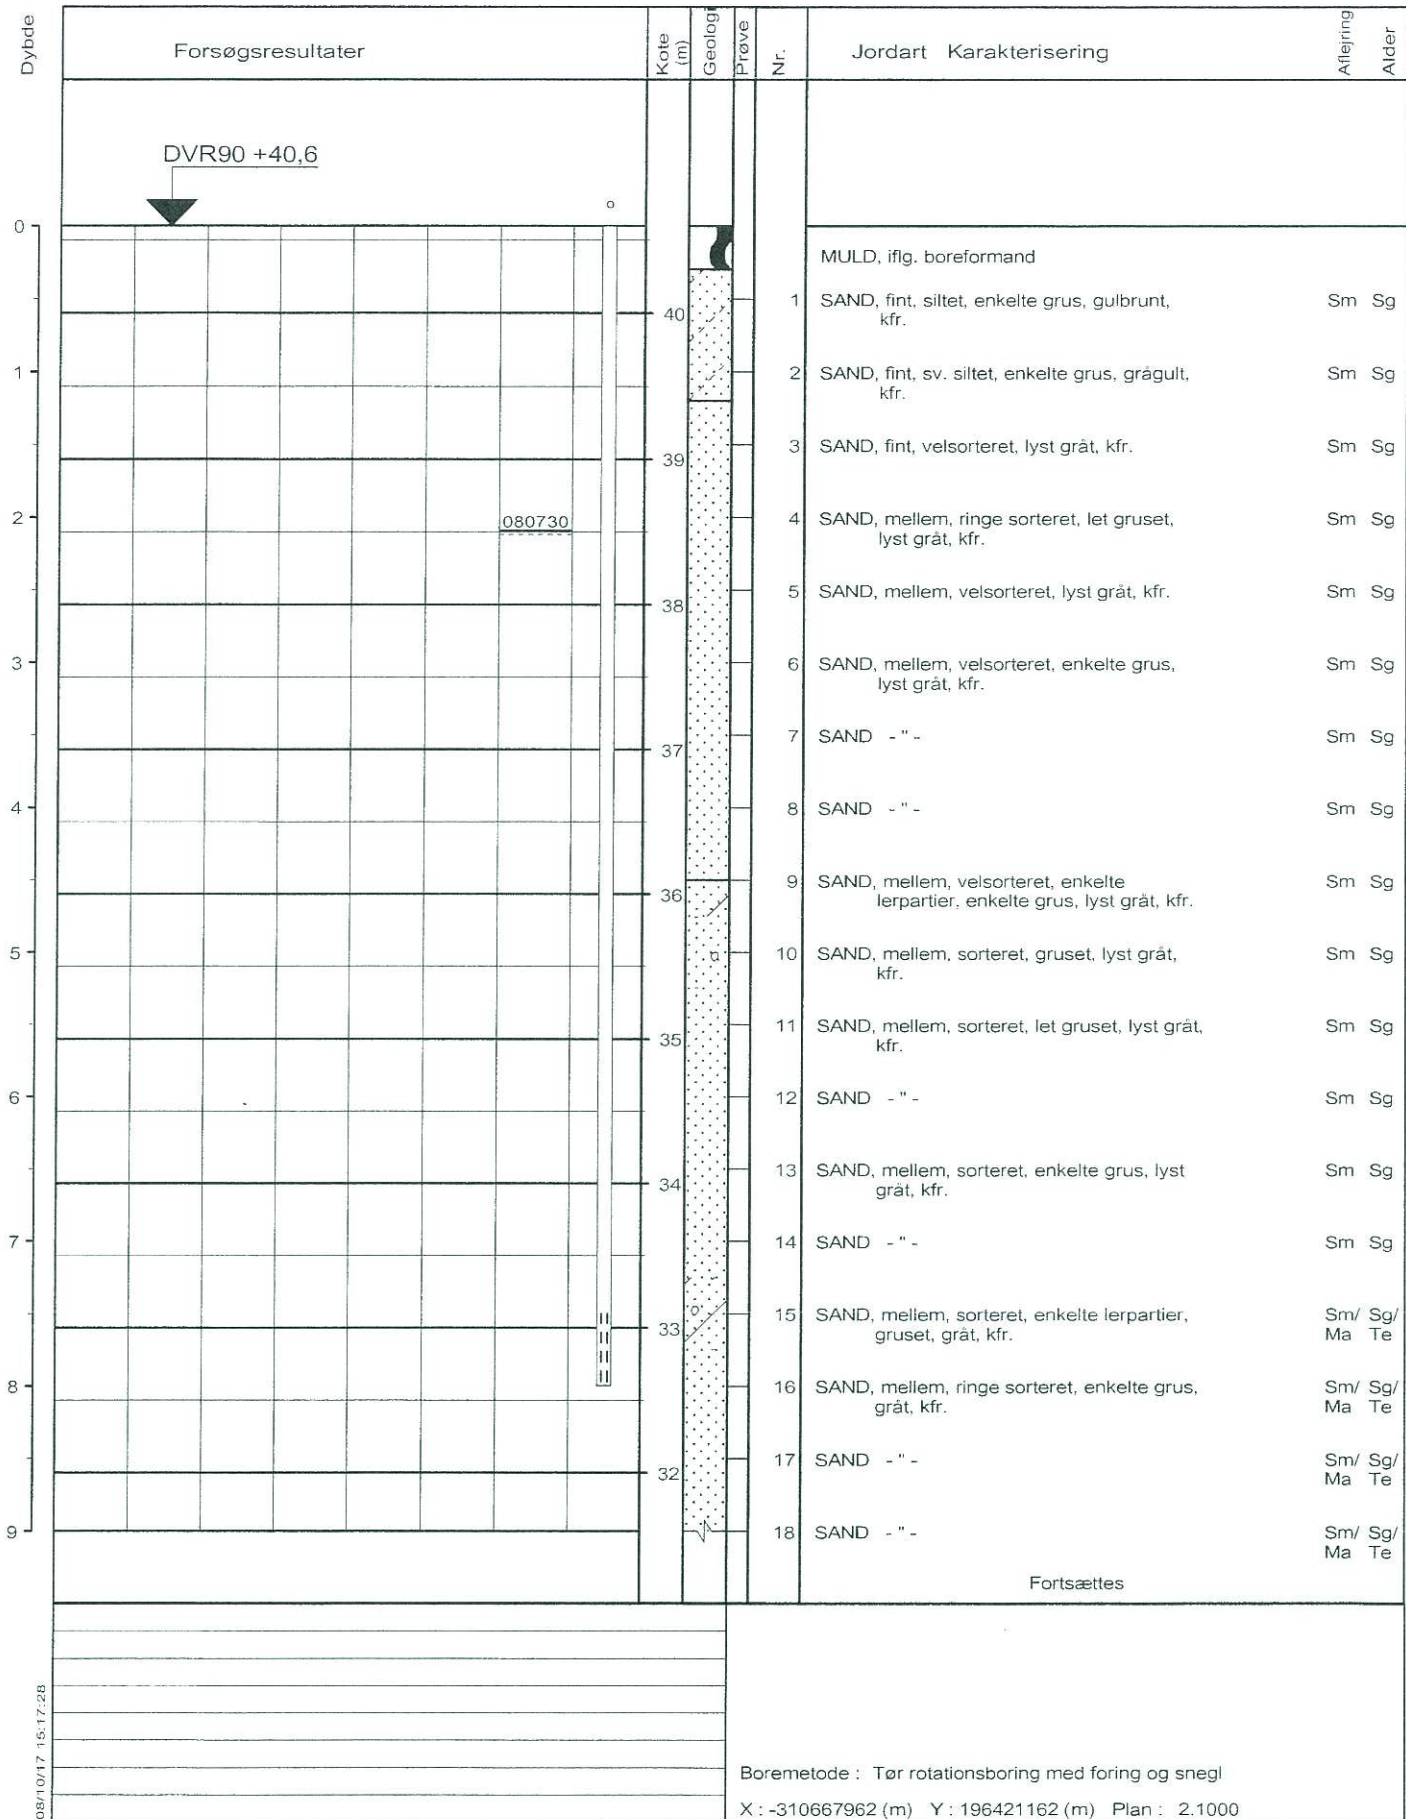 Dybde
Forsøgsresultater
Kote (m)
Geologi
Prøve
Nr.
Jordart Karakterisering
Aflejring
Alder
DVR90 +40,6
0
MULD, iflg. boreformand
1 SAND, fint, siltet, enkelte grus, gulbrunt, Sm Sg
kfr.
40
1
2 SAND, fint, sv. siltet, enkelte grus, grågult, Sm Sg
kfr.
3 SAND, fint, velsorteret, lyst gråt, kfr. Sm Sg
39
2
080730
4 SAND, mellem, ringe sorteret, let gruset, Sm Sg
lyst gråt, kfr.
5 SAND, mellem, velsorteret, lyst gråt, kfr. Sm Sg
38
3
6 SAND, mellem, velsorteret, enkelte grus, Sm Sg
lyst gråt, kfr.
7 SAND - " - Sm Sg
37
4
8 SAND - " - Sm Sg
9 SAND, mellem, velsorteret, enkelte Sm Sg
lerpartier, enkelte grus, lyst gråt, kfr.
36
5
10 SAND, mellem, sorteret, gruset, lyst gråt, Sm Sg
kfr.
11 SAND, mellem, sorteret, let gruset, lyst gråt, Sm Sg
kfr.
35
6
12 SAND - " - Sm Sg
13 SAND, mellem, sorteret, enkelte grus, lyst Sm Sg
gråt, kfr.
34
7
14 SAND - " - Sm Sg
15 SAND, mellem, sorteret, enkelte lerpartier, Sm/ Sg/
gruset, gråt, kfr. Ma Te
33
8
16 SAND, mellem, ringe sorteret, enkelte grus, Sm/ Sg/
gråt, kfr. Ma Te
17 SAND - " - Sm/ Sg/
Ma Te
32
9
18 SAND - " - Sm/ Sg/
Ma Te
Fortsættes
08/10/17 15:17:28
Boremetode : Tør rotationsboring med foring og snegl
X : -310667962 (m) Y : 196421162 (m) Plan : 2.1000